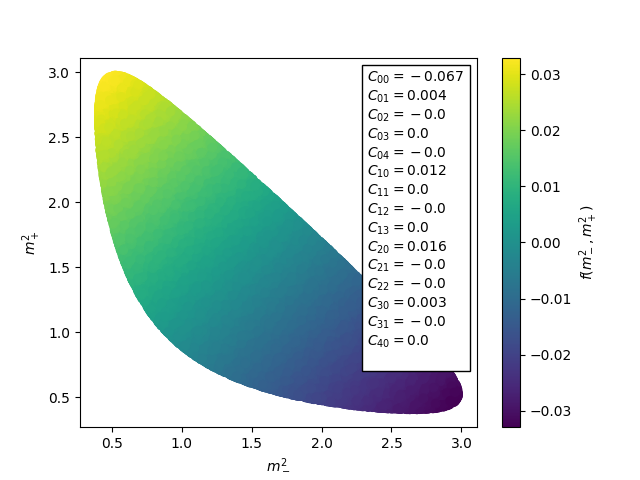 3.0
2.5
2.0
1.5
1.0
0.5
m²₊
0.5 1.0 1.5 2.0 2.5 3.0
m²₋
C₀₀ = −0.067
C₀₁ = 0.004
C₀₂ = −0.0
C₀₃ = 0.0
C₀₄ = −0.0
C₁₀ = 0.012
C₁₁ = 0.0
C₁₂ = −0.0
C₁₃ = 0.0
C₂₀ = 0.016
C₂₁ = −0.0
C₂₂ = −0.0
C₃₀ = 0.003
C₃₁ = −0.0
C₄₀ = 0.0
0.03
0.02
0.01
0.00
−0.01
−0.02
−0.03
f(m²₋, m²₊)